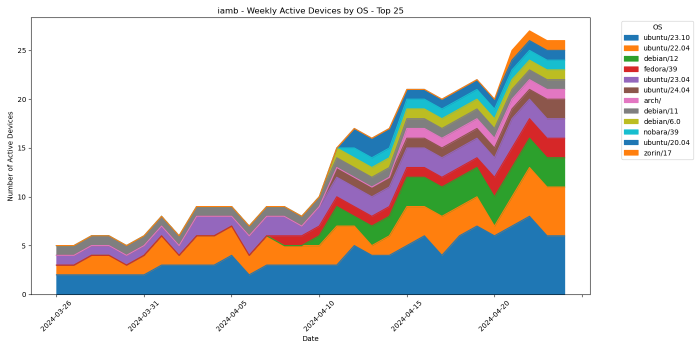 iamb - Weekly Active Devices by OS - Top 25
Number of Active Devices
25
20
15
10
5
0
2024-03-26
2024-03-31
2024-04-05
2024-04-10
2024-04-15
2024-04-20
Date
OS
ubuntu/23.10
ubuntu/22.04
debian/12
fedora/39
ubuntu/23.04
ubuntu/24.04
arch/
debian/11
debian/6.0
nobara/39
ubuntu/20.04
zorin/17